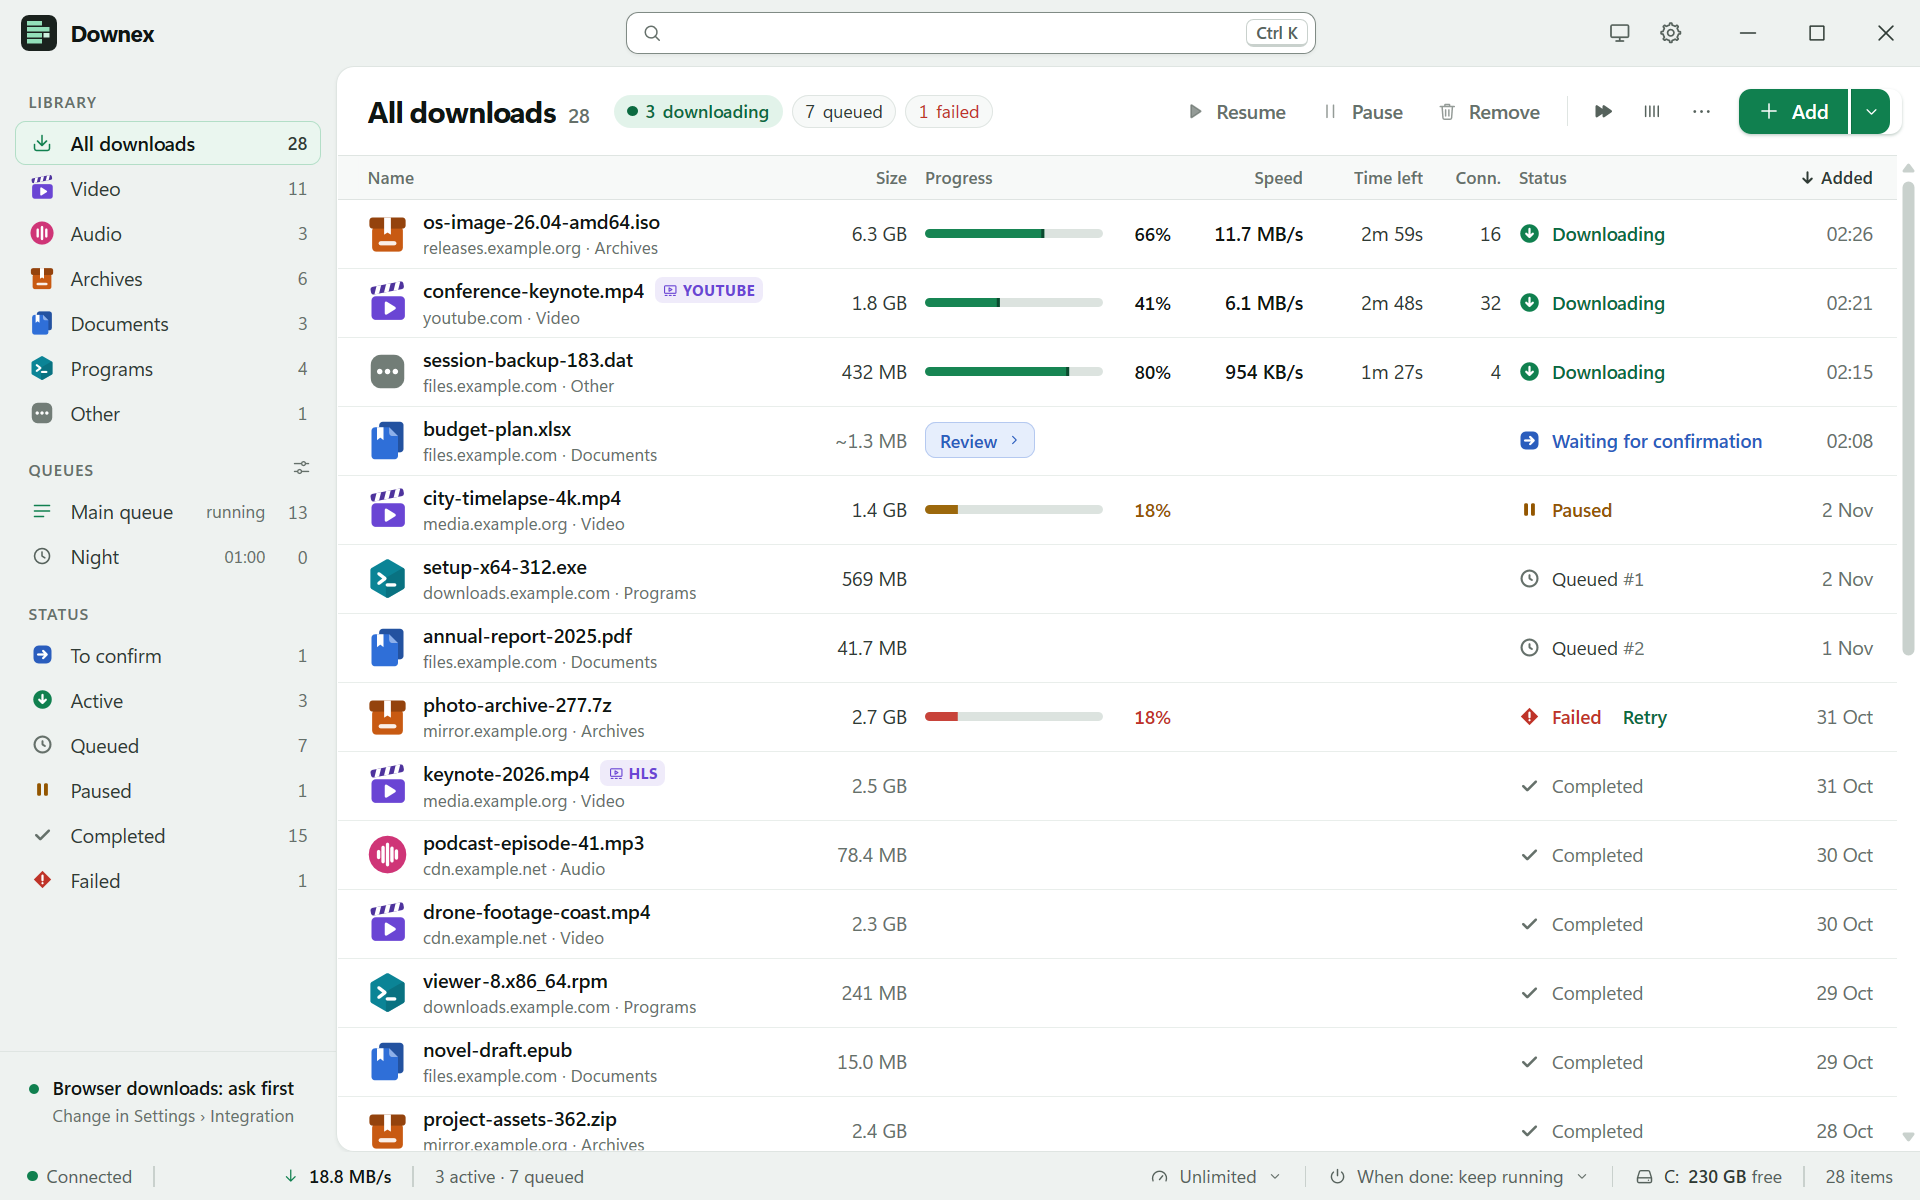 Downex
Ctrl K
LIBRARY
All downloads 28
Video 11
Audio 3
Archives 6
Documents 3
Programs 4
Other 1
QUEUES
Main queue running 13
Night 01:00 0
STATUS
To confirm 1
Active 3
Queued 7
Paused 1
Completed 15
Failed 1
Browser downloads: ask first
Change in Settings › Integration
All downloads 28 3 downloading 7 queued 1 failed Resume Pause Remove Add
Name Size Progress Speed Time left Conn. Status Added
os-image-26.04-amd64.iso
releases.example.org · Archives
6.3 GB 66% 11.7 MB/s 2m 59s 16 Downloading 02:26
conference-keynote.mp4 YOUTUBE
youtube.com · Video
1.8 GB 41% 6.1 MB/s 2m 48s 32 Downloading 02:21
session-backup-183.dat
files.example.com · Other
432 MB 80% 954 KB/s 1m 27s 4 Downloading 02:15
budget-plan.xlsx
files.example.com · Documents
~1.3 MB Review Waiting for confirmation 02:08
city-timelapse-4k.mp4
media.example.org · Video
1.4 GB 18% Paused 2 Nov
setup-x64-312.exe
downloads.example.com · Programs
569 MB Queued #1 2 Nov
annual-report-2025.pdf
files.example.com · Documents
41.7 MB Queued #2 1 Nov
photo-archive-277.7z
mirror.example.org · Archives
2.7 GB 18% Failed Retry 31 Oct
keynote-2026.mp4 HLS
media.example.org · Video
2.5 GB Completed 31 Oct
podcast-episode-41.mp3
cdn.example.net · Audio
78.4 MB Completed 30 Oct
drone-footage-coast.mp4
cdn.example.net · Video
2.3 GB Completed 30 Oct
viewer-8.x86_64.rpm
downloads.example.com · Programs
241 MB Completed 29 Oct
novel-draft.epub
files.example.com · Documents
15.0 MB Completed 29 Oct
project-assets-362.zip
mirror.example.org · Archives
2.4 GB Completed 28 Oct
Connected 18.8 MB/s 3 active · 7 queued Unlimited When done: keep running C: 230 GB free 28 items